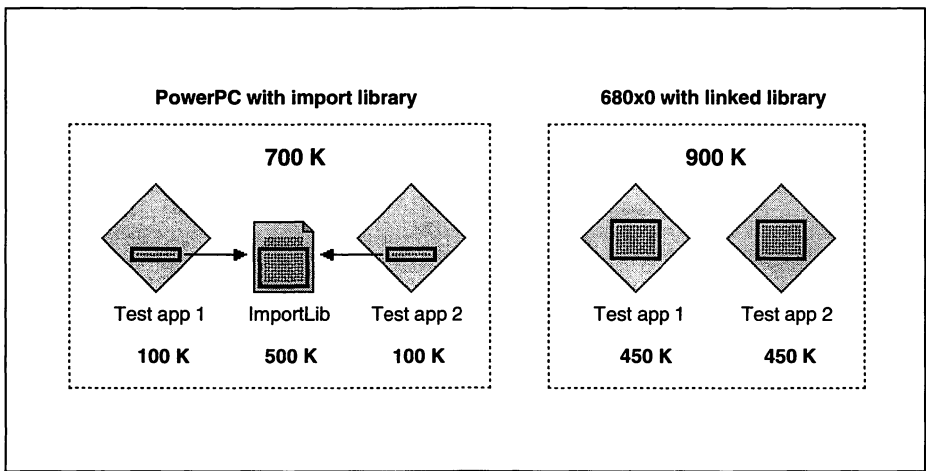 PowerPC with import library
700 K
Test app 1 ImportLib Test app 2
100 K 500 K 100 K
680x0 with linked library
900 K
Test app 1 Test app 2
450 K 450 K